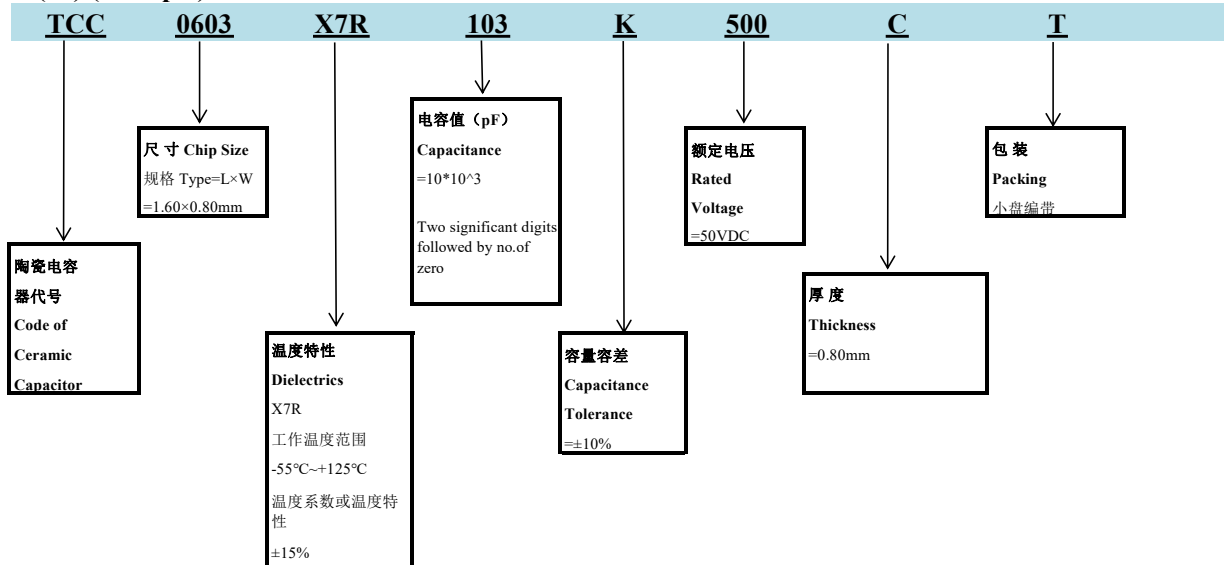 TCC 0603 X7R 103 K 500 C T
电容值（pF）
Capacitance
=10*10^3
Two significant digits
followed by no.of
zero
尺 寸 Chip Size
规格 Type=L×W
=1.60×0.80mm
额定电压
Rated
Voltage
=50VDC
包 装
Packing
小盘编带
陶瓷电容
器代号
Code of
Ceramic
Capacitor
厚 度
Thickness
=0.80mm
温度特性
Dielectrics
X7R
工作温度范围
-55℃~+125℃
温度系数或温度特
性
±15%
容量容差
Capacitance
Tolerance
=±10%